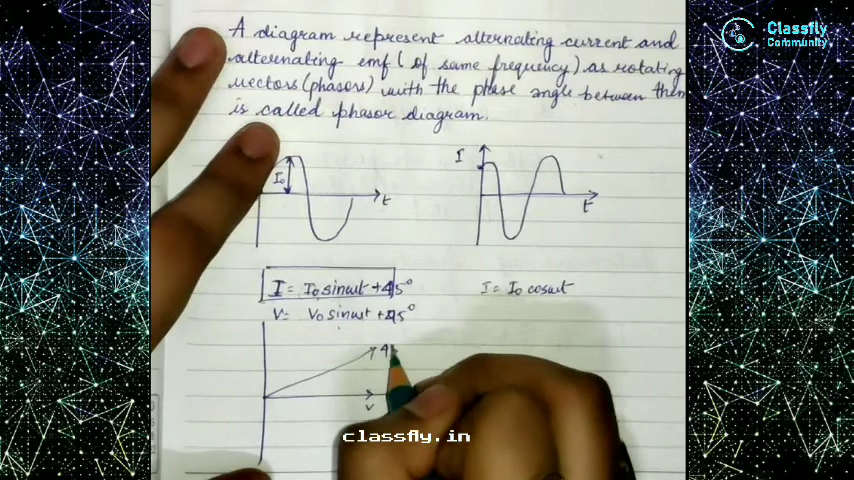 Classfly
Community
A diagram represent alternating current and
alternating emf ( of same frequency) as rotating
vectors (phasors) with the phase angle between them
is called phasor diagram.
I
I₀
t
t
I = I₀ sinωt +45°
I = I₀ cosωt
V = V₀ sinωt +45°
4
V
classfly.in